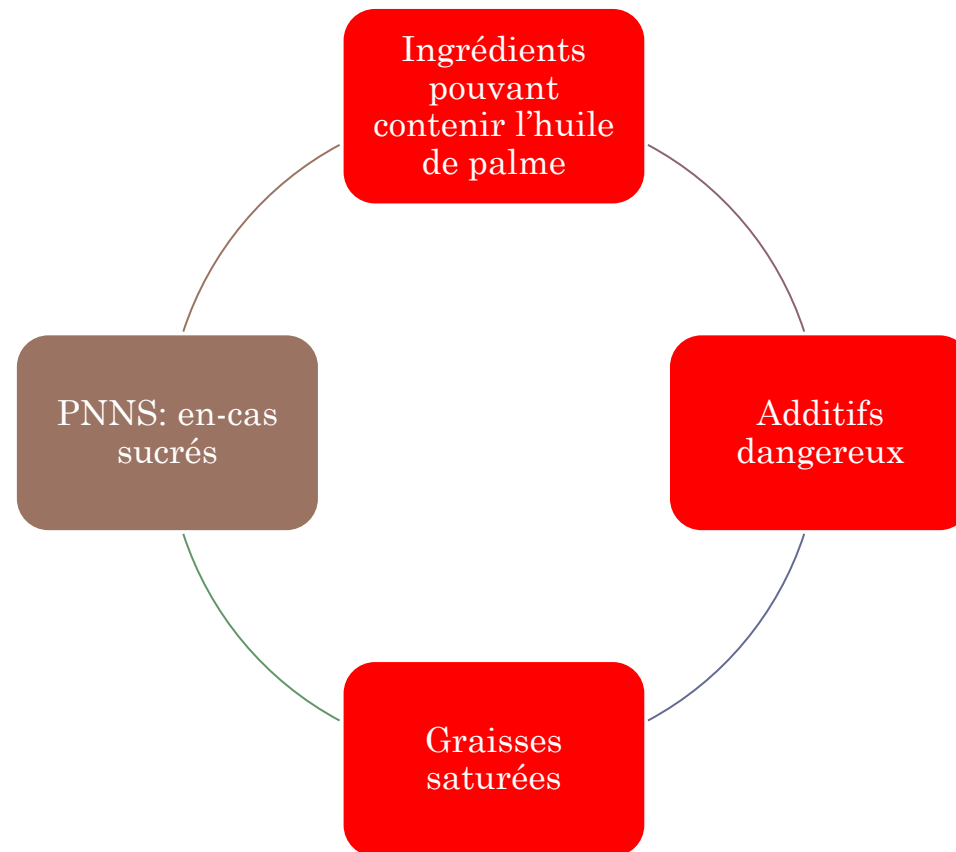 Ingrédients
pouvant
contenir l’huile
de palme
PNNS: en-cas
sucrés
Additifs
dangereux
Graisses
saturées